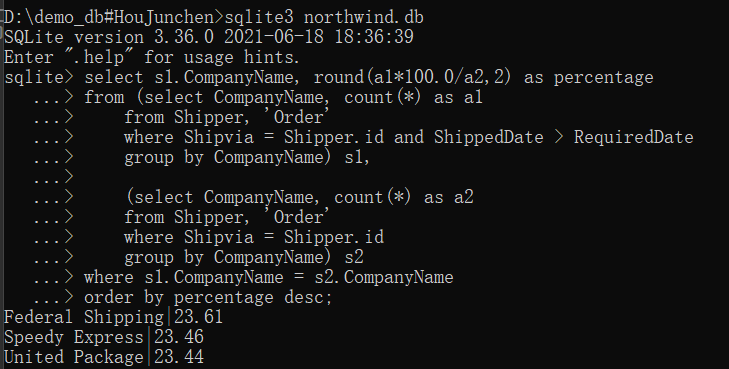 D:\demo_db#HouJunchen>sqlite3 northwind.db
SQLite version 3.36.0 2021-06-18 18:36:39
Enter ".help" for usage hints.
sqlite> select s1.CompanyName, round(a1*100.0/a2,2) as percentage
   ...> from (select CompanyName, count(*) as a1
   ...>     from Shipper, 'Order'
   ...>     where Shipvia = Shipper.id and ShippedDate > RequiredDate
   ...>     group by CompanyName) s1,
   ...>
   ...>     (select CompanyName, count(*) as a2
   ...>     from Shipper, 'Order'
   ...>     where Shipvia = Shipper.id
   ...>     group by CompanyName) s2
   ...> where s1.CompanyName = s2.CompanyName
   ...> order by percentage desc;
Federal Shipping|23.61
Speedy Express|23.46
United Package|23.44